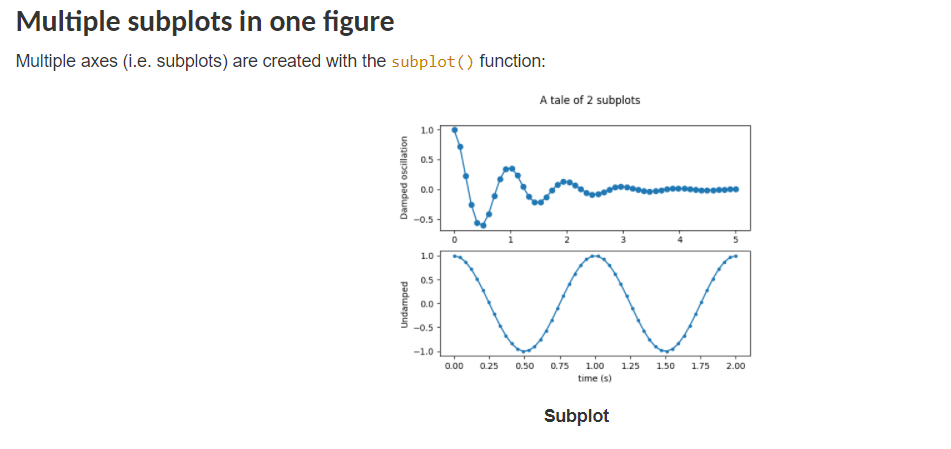 Multiple subplots in one figure
Multiple axes (i.e. subplots) are created with the subplot() function:
A tale of 2 subplots
Damped oscillation
1.0
0.5
0.0
−0.5
0 1 2 3 4 5
Undamped
1.0
0.5
0.0
−0.5
−1.0
0.00 0.25 0.50 0.75 1.00 1.25 1.50 1.75 2.00
time (s)
Subplot